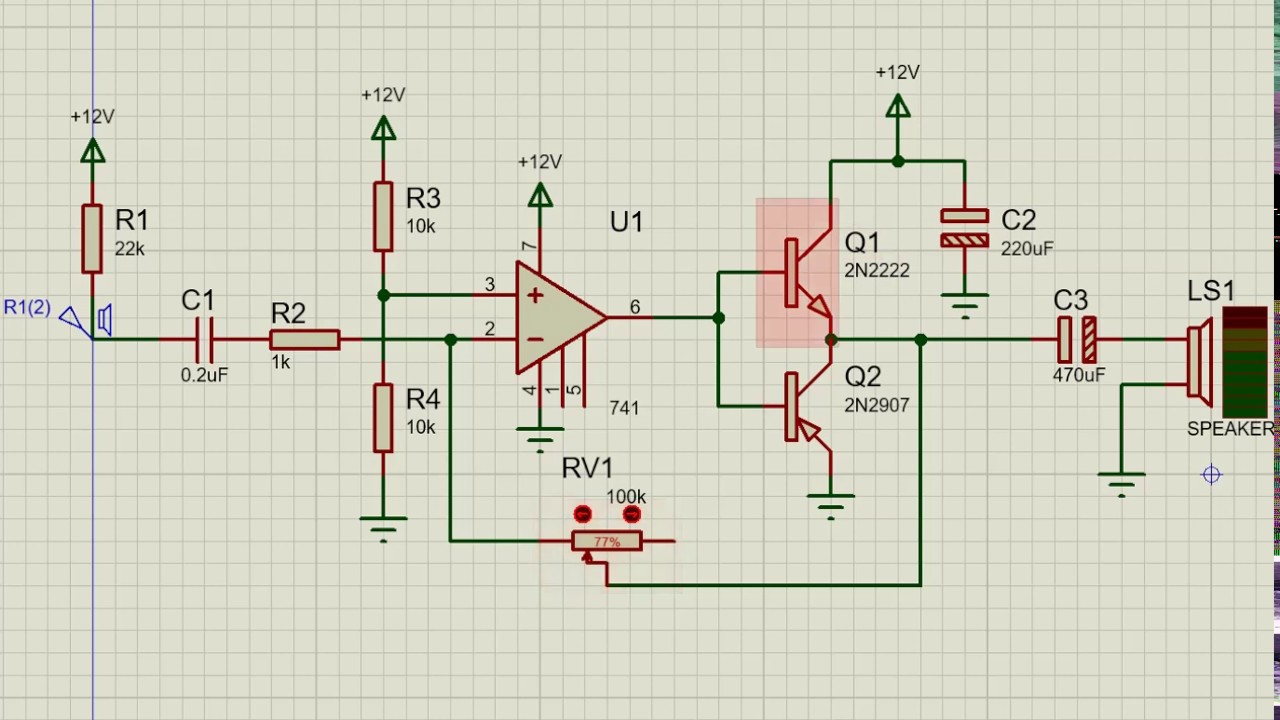 +12V
R1
22k
R1(2)
C1
0.2uF
R2
1k
+12V
R3
10k
R4
10k
+12V
U1
7
3
2
6
4
1
5
741
RV1
100k
77%
+12V
Q1
2N2222
Q2
2N2907
C2
220uF
C3
470uF
LS1
SPEAKER